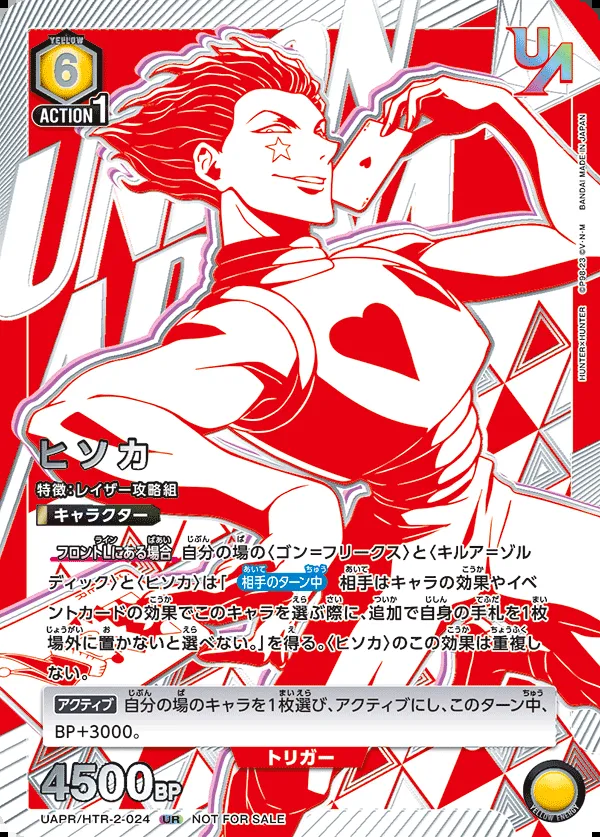 YELLOW
6
ACTION 1
UA
UNION ARENA
BANDAI MADE IN JAPAN
HUNTER×HUNTER ©P98-23 ©V・N・M
ヒソカ
特徴:レイザー攻略組
キャラクター
フロントLにある場合 自分の場の〈ゴン=フリークス〉と〈キルア=ゾル
ディック〉と〈ヒソカ〉は「 相手のターン中 相手はキャラの効果やイベ
ントカードの効果でこのキャラを選ぶ際に、追加で自身の手札を1枚
場外に置かないと選べない。」を得る。〈ヒソカ〉のこの効果は重複し
ない。
アクティブ 自分の場のキャラを1枚選び、アクティブにし、このターン中、
BP+3000。
トリガー
4500BP
YELLOW ENERGY
UAPR/HTR-2-024 UR NOT FOR SALE